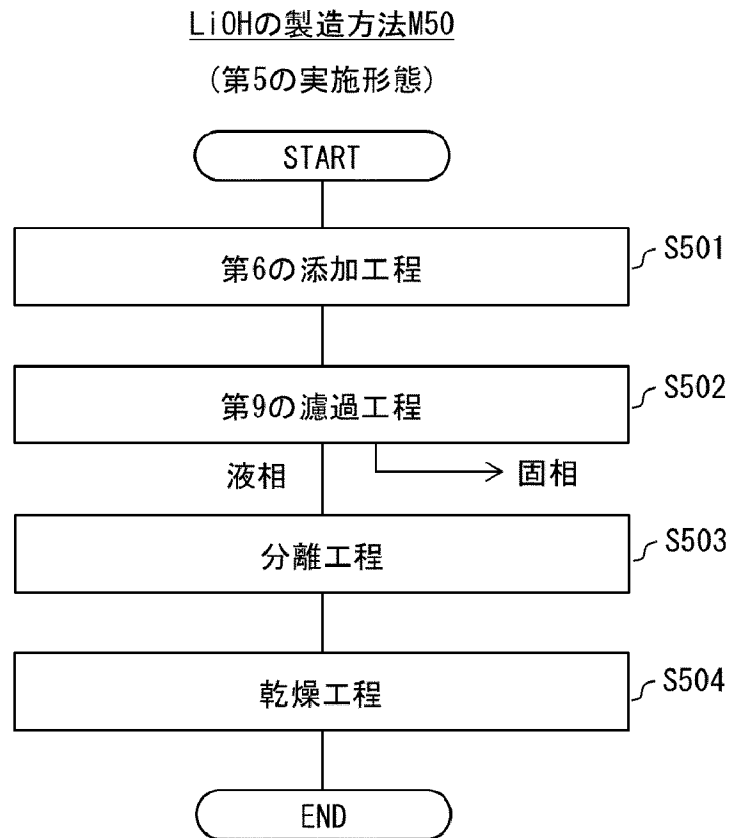 LiOHの製造方法M50
(第5の実施形態)
START
第6の添加工程
S501
第9の濾過工程
S502
液相
固相
分離工程
S503
乾燥工程
S504
END